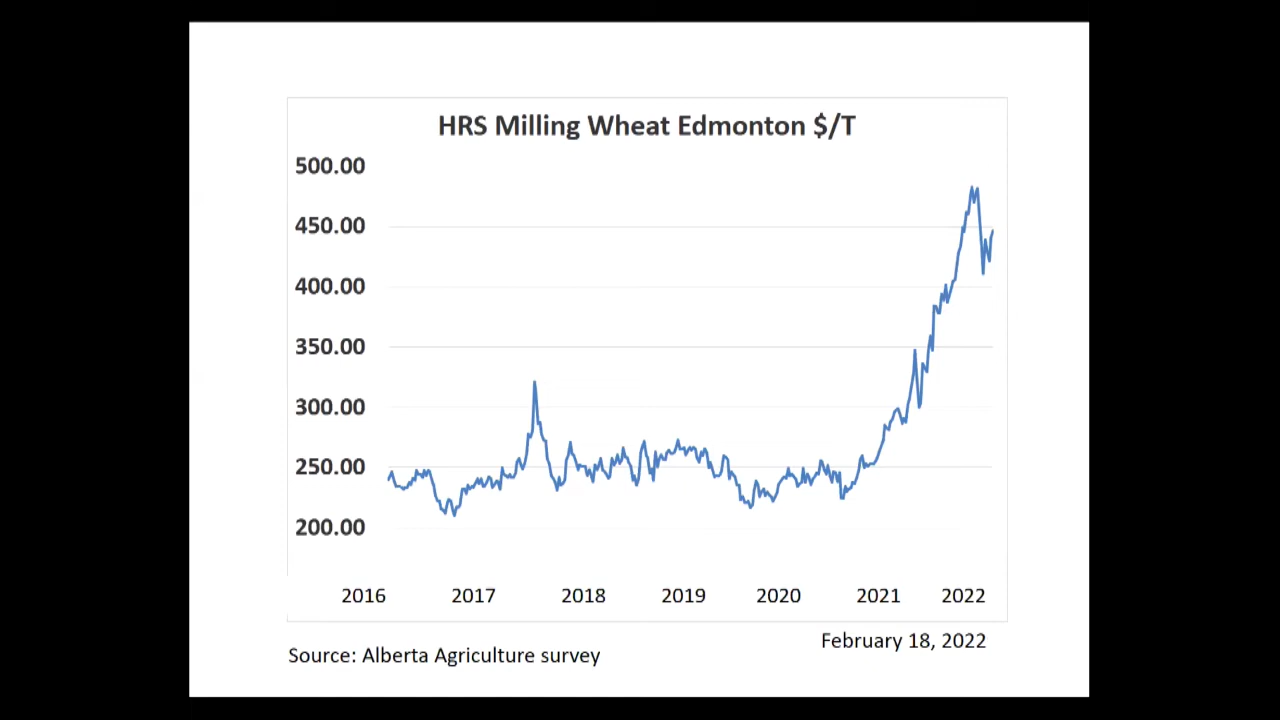 HRS Milling Wheat Edmonton $/T
500.00
450.00
400.00
350.00
300.00
250.00
200.00
2016 2017 2018 2019 2020 2021 2022
February 18, 2022
Source: Alberta Agriculture survey